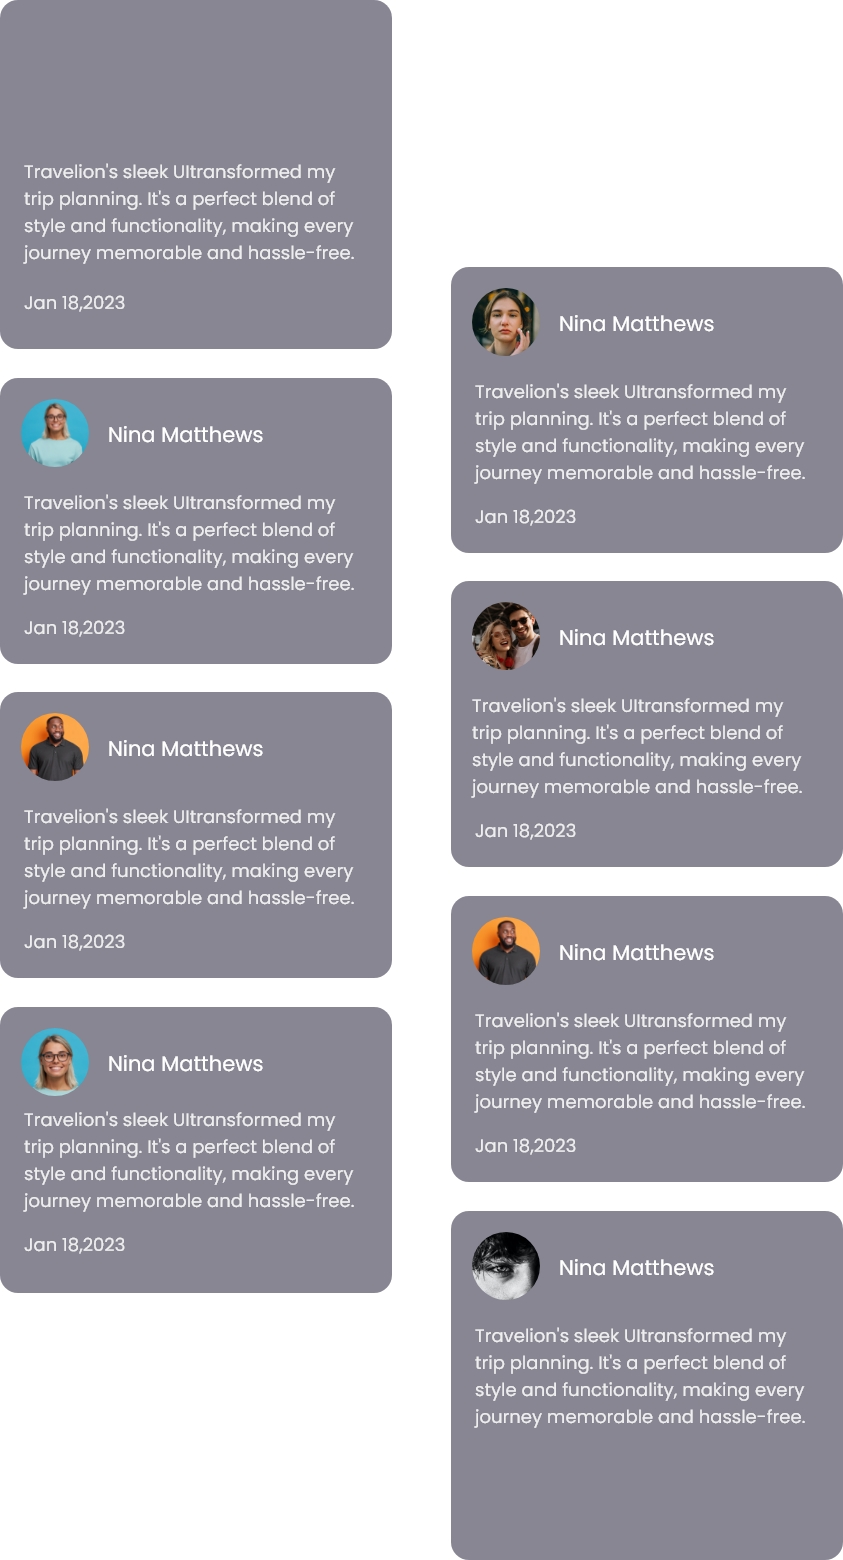 Travelion's sleek UItransformed my
trip planning. It's a perfect blend of
style and functionality, making every
journey memorable and hassle-free.
Jan 18,2023
Nina Matthews
Travelion's sleek UItransformed my
trip planning. It's a perfect blend of
style and functionality, making every
journey memorable and hassle-free.
Jan 18,2023
Nina Matthews
Travelion's sleek UItransformed my
trip planning. It's a perfect blend of
style and functionality, making every
journey memorable and hassle-free.
Jan 18,2023
Nina Matthews
Travelion's sleek UItransformed my
trip planning. It's a perfect blend of
style and functionality, making every
journey memorable and hassle-free.
Jan 18,2023
Nina Matthews
Travelion's sleek UItransformed my
trip planning. It's a perfect blend of
style and functionality, making every
journey memorable and hassle-free.
Jan 18,2023
Nina Matthews
Travelion's sleek UItransformed my
trip planning. It's a perfect blend of
style and functionality, making every
journey memorable and hassle-free.
Jan 18,2023
Nina Matthews
Travelion's sleek UItransformed my
trip planning. It's a perfect blend of
style and functionality, making every
journey memorable and hassle-free.
Jan 18,2023
Nina Matthews
Travelion's sleek UItransformed my
trip planning. It's a perfect blend of
style and functionality, making every
journey memorable and hassle-free.